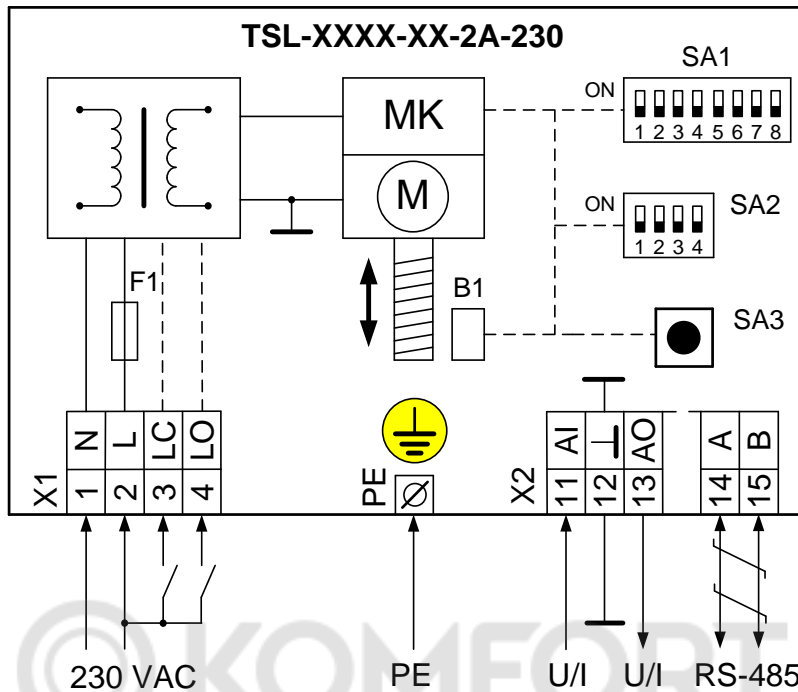 TSL-XXXX-XX-2A-230
SA1
ON
1 2 3 4 5 6 7 8
MK
M
SA2
ON
1 2 3 4
F1
B1
SA3
X1
N L LC LO
1 2 3 4
PE
X2
AI AO A B
11 12 13 14 15
230 VAC PE U/I U/I RS-485
KOMFORT